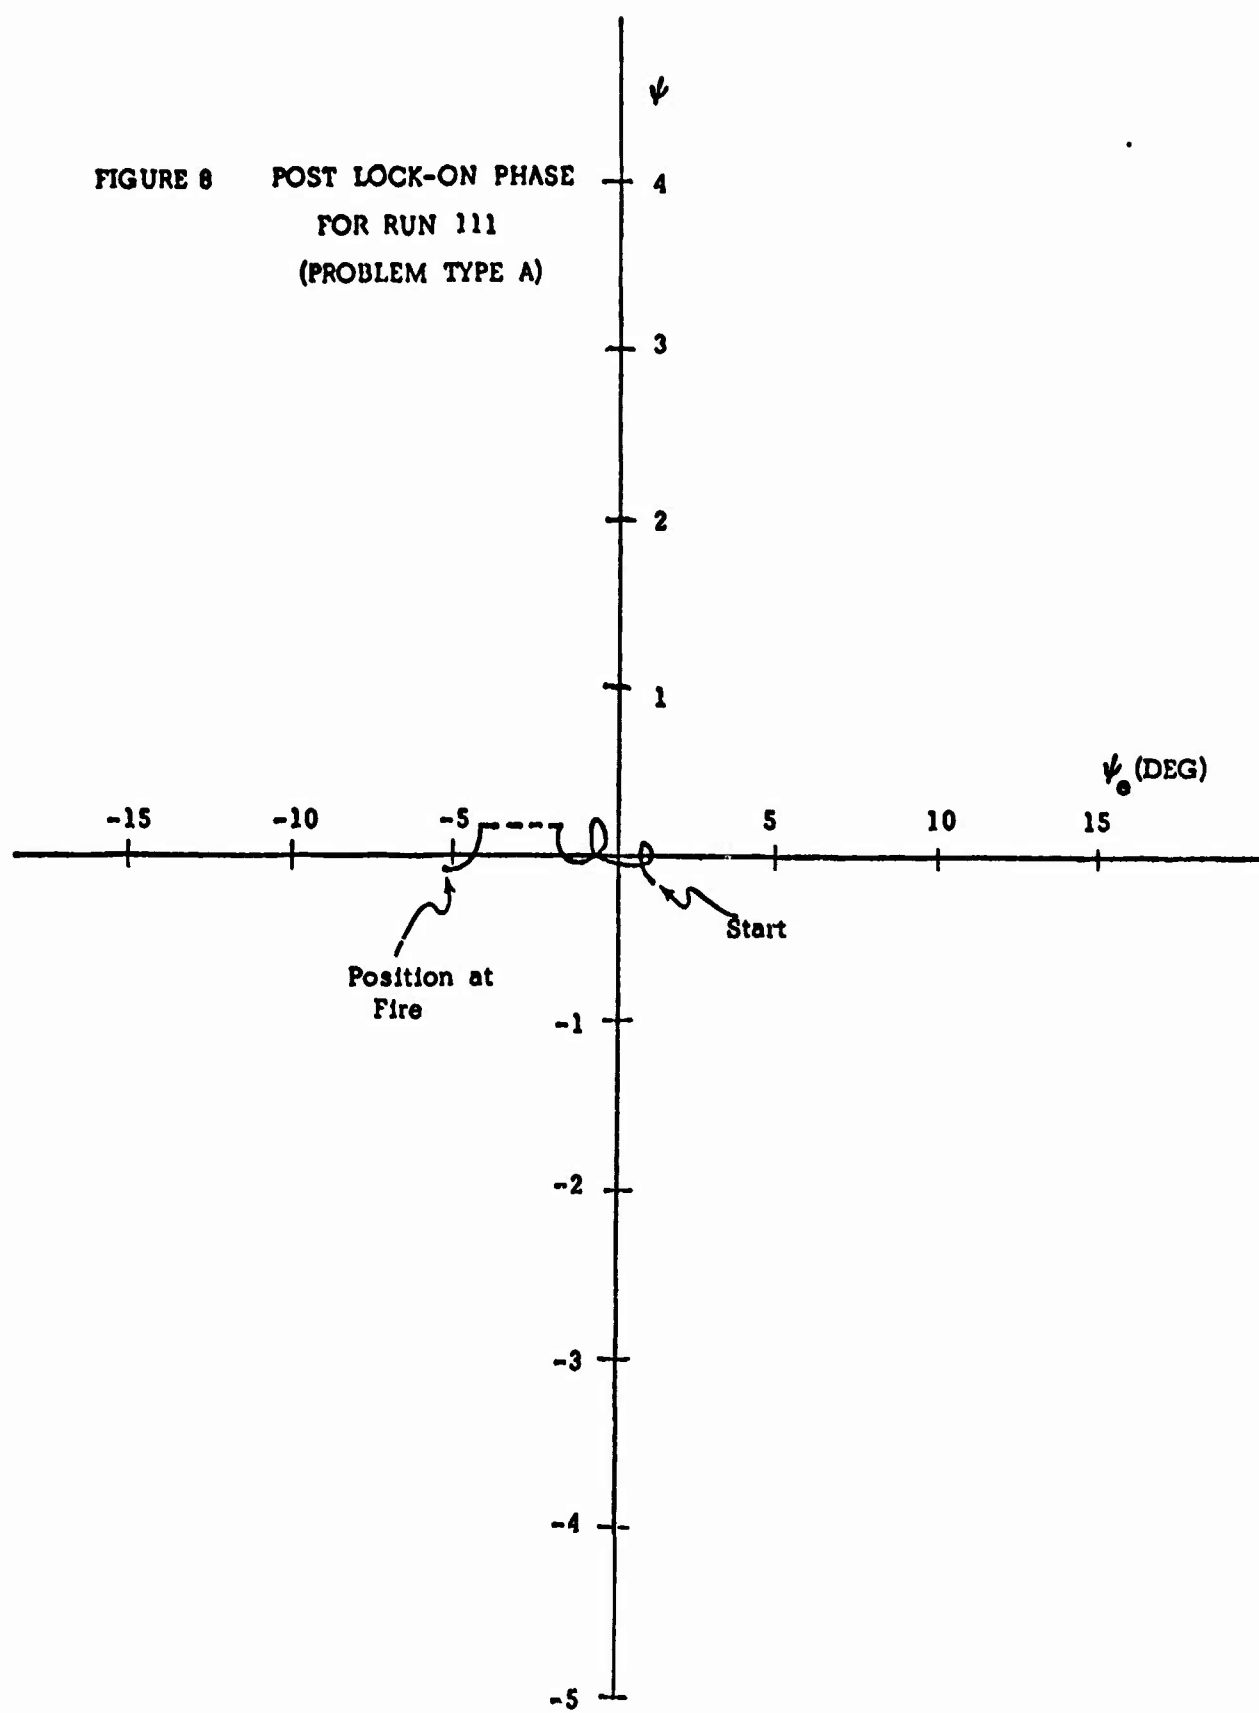 ψ
FIGURE 8 POST LOCK-ON PHASE
FOR RUN 111
(PROBLEM TYPE A)
4
3
2
1
ψe (DEG)
-15 -10 -5 5 10 15
Start
Position at
Fire
-1
-2
-3
-4
-5